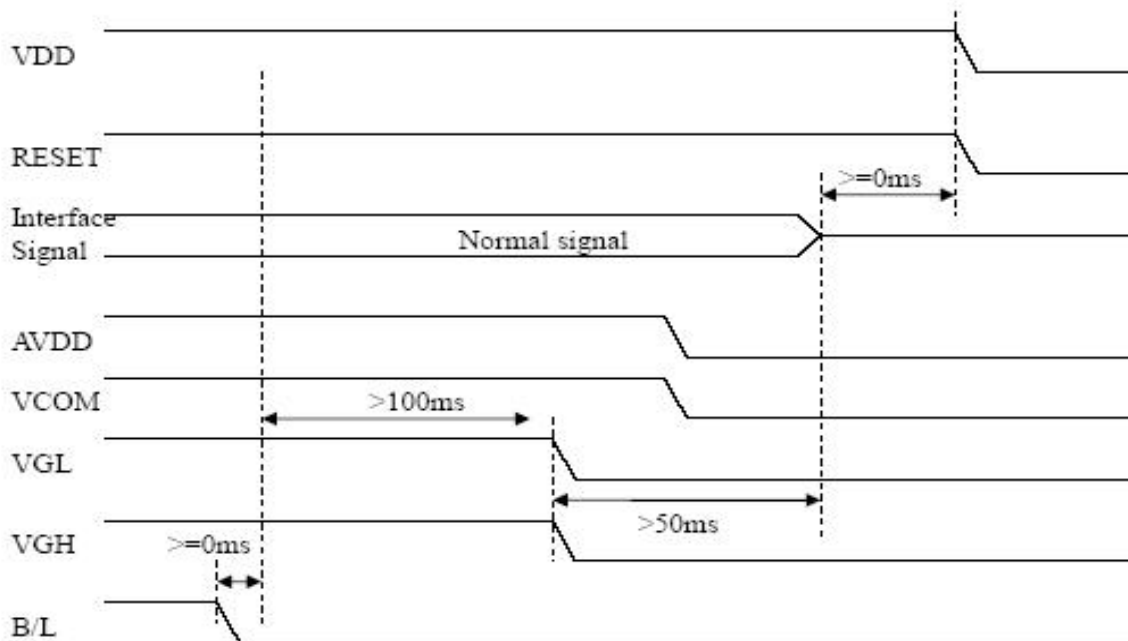 VDD
RESET
>=0ms
Interface
Signal
Normal signal
AVDD
VCOM
>100ms
VGL
>50ms
VGH
>=0ms
B/L